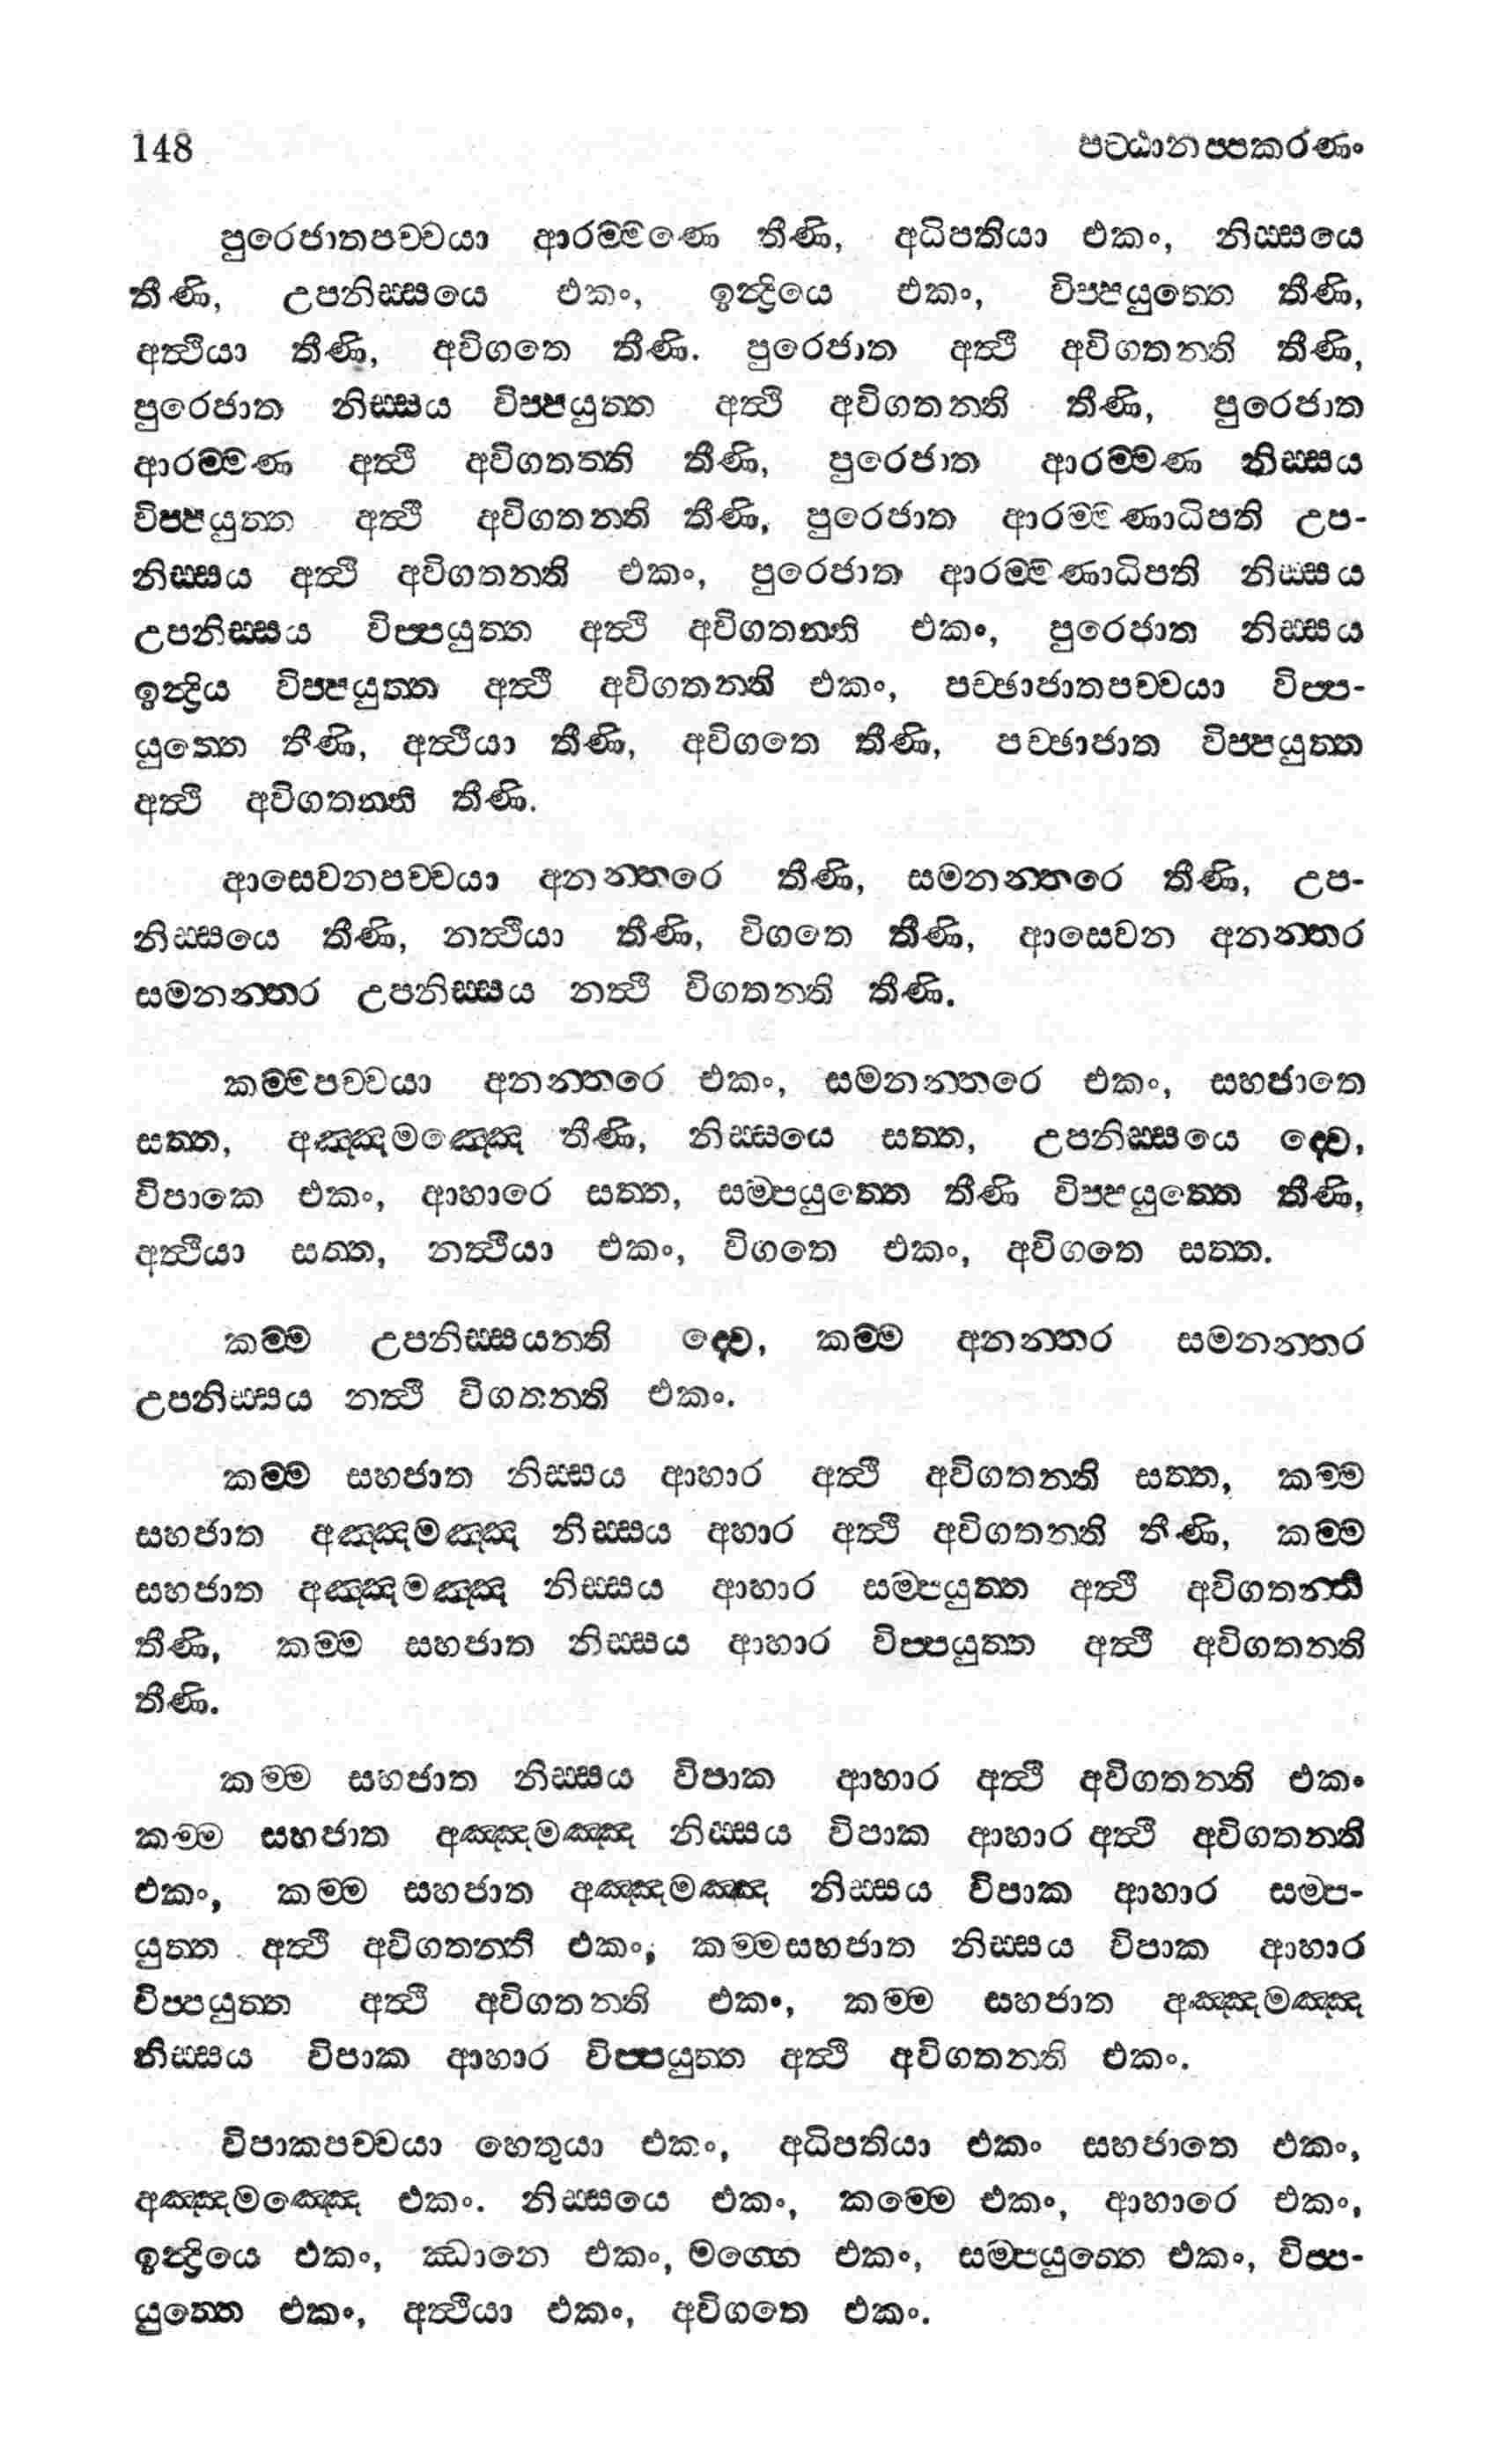 148 පට්ඨානප්පකරණං
පුරෙජාතපච්චයා ආරම්මණෙ තීණි, අධිපතියා එකං, නිස්සයෙ
තීණි, උපනිස්සයෙ එකං, ඉන්ද්‍රියෙ එකං, විප්පයුත්තෙ තීණි,
අත්ථියා තීණි, අවිගතෙ තීණි. පුරෙජාත අත්ථි අවිගතන්ති තීණි,
පුරෙජාත නිස්සය විප්පයුත්ත අත්ථි අවිගතන්ති තීණි, පුරෙජාත
ආරම්මණ අත්ථි අවිගතත්ති තීණි, පුරෙජාත ආරම්මණ නිස්සය
විප්පයුත්ත අත්ථි අවිගතන්ති තීණි, පුරෙජාත ආරම්මණාධිපති උප-
නිස්සය අත්ථි අවිගතන්ති එකං, පුරෙජාත ආරම්මණාධිපති නිස්සය
උපනිස්සය විප්පයුත්ත අත්ථි අවිගතන්ති එකං, පුරෙජාත නිස්සය
ඉන්ද්‍රිය විප්පයුත්ත අත්ථි අවිගතන්ති එකං, පච්ඡාජාතපච්චයා විප්ප-
යුත්තෙ තීණි, අත්ථියා තීණි, අවිගතෙ තීණි, පච්ඡාජාත විප්පයුත්ත
අත්ථි අවිගතන්ති තීණි.
ආසෙවනපච්චයා අනන්තරෙ තීණි, සමනන්තරෙ තීණි, උප-
නිස්සයෙ තීණි, නත්ථියා තීණි, විගතෙ තීණි, ආසෙවන අනන්තර
සමනන්තර උපනිස්සය නත්ථි විගතන්ති තීණි.
කම්මපච්චයා අනන්තරෙ එකං, සමනන්තරෙ එකං, සහජාතෙ
සත්ත, අඤ්ඤමඤ්ඤෙ තීණි, නිස්සයෙ සත්ත, උපනිස්සයෙ ද්වෙ,
විපාකෙ එකං, ආහාරෙ සත්ත, සම්පයුත්තෙ තීණි විප්පයුත්තෙ තීණි,
අත්ථියා සත්ත, නත්ථියා එකං, විගතෙ එකං, අවිගතෙ සත්ත.
කම්ම උපනිස්සයන්ති ද්වෙ, කම්ම අනන්තර සමනන්තර
උපනිස්සය නත්ථි විගතන්ති එකං.
කම්ම සහජාත නිස්සය ආහාර අත්ථි අවිගතන්ති සත්ත, කම්ම
සහජාත අඤ්ඤමඤ්ඤ නිස්සය අහාර අත්ථි අවිගතන්ති තීණි, කම්ම
සහජාත අඤ්ඤමඤ්ඤ නිස්සය ආහාර සම්පයුත්ත අත්ථි අවිගතන්ති
තීණි, කම්ම සහජාත නිස්සය ආහාර විප්පයුත්ත අත්ථි අවිගතන්ති
තීණි.
කම්ම සහජාත නිස්සය විපාක ආහාර අත්ථි අවිගතන්ති එකං
කම්ම සහජාත අඤ්ඤමඤ්ඤ නිස්සය විපාක ආහාර අත්ථි අවිගතන්ති
එකං, කම්ම සහජාත අඤ්ඤමඤ්ඤ නිස්සය විපාක ආහාර සම්ප-
යුත්ත අත්ථි අවිගතන්ති එකං, කම්මසහජාත නිස්සය විපාක ආහාර
විප්පයුත්ත අත්ථි අවිගතන්ති එකං, කම්ම සහජාත අඤ්ඤමඤ්ඤ
නිස්සය විපාක ආහාර විප්පයුත්ත අත්ථි අවිගතන්ති එකං.
විපාකපච්චයා හෙතුයා එකං, අධිපතියා එකං සහජාතෙ එකං,
අඤ්ඤමඤ්ඤෙ එකං. නිස්සයෙ එකං, කම්මෙ එකං, ආහාරෙ එකං,
ඉන්ද්‍රියෙ එකං, ඣානෙ එකං, මග්ගෙ එකං, සම්පයුත්තෙ එකං, විප්ප-
යුත්තෙ එකං, අත්ථියා එකං, අවිගතෙ එකං.